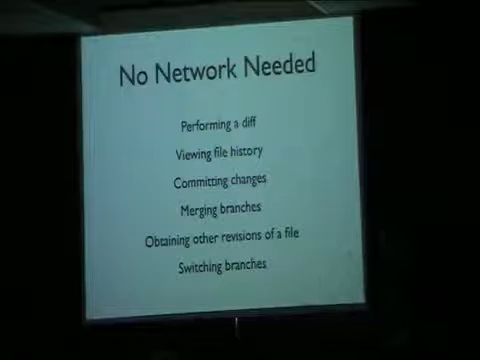 No Network Needed
Performing a diff
Viewing file history
Committing changes
Merging branches
Obtaining other revisions of a file
Switching branches